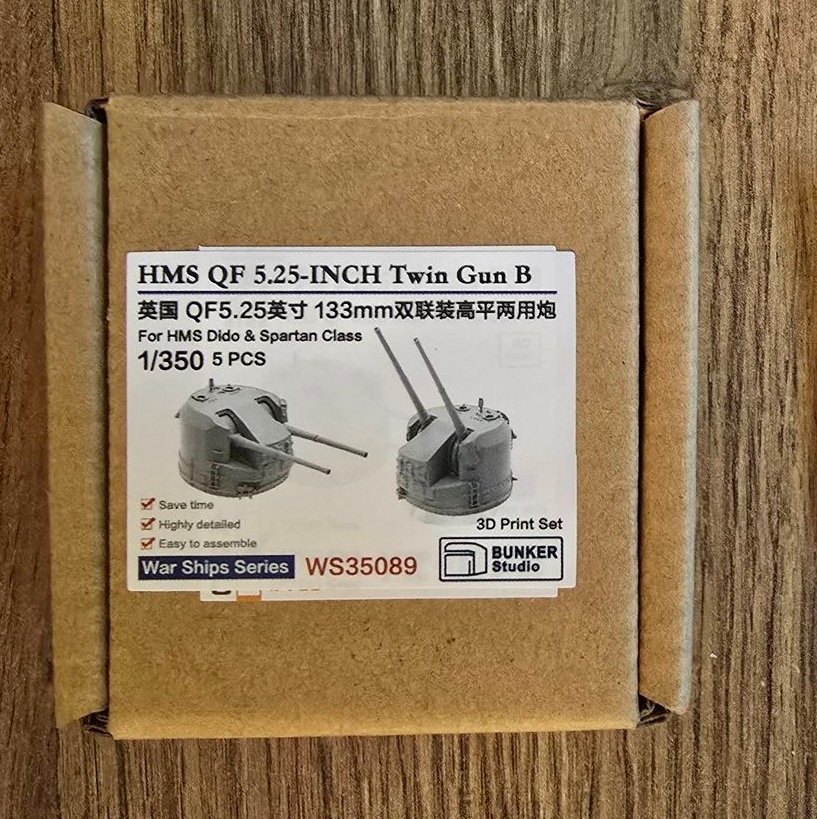 HMS QF 5.25-INCH Twin Gun B
英国 QF5.25英寸 133mm双联装高平两用炮
For HMS Dido & Spartan Class
1/350 5 PCS
Save time
Highly detailed
Easy to assemble
3D Print Set
War Ships Series WS35089
BUNKER
Studio